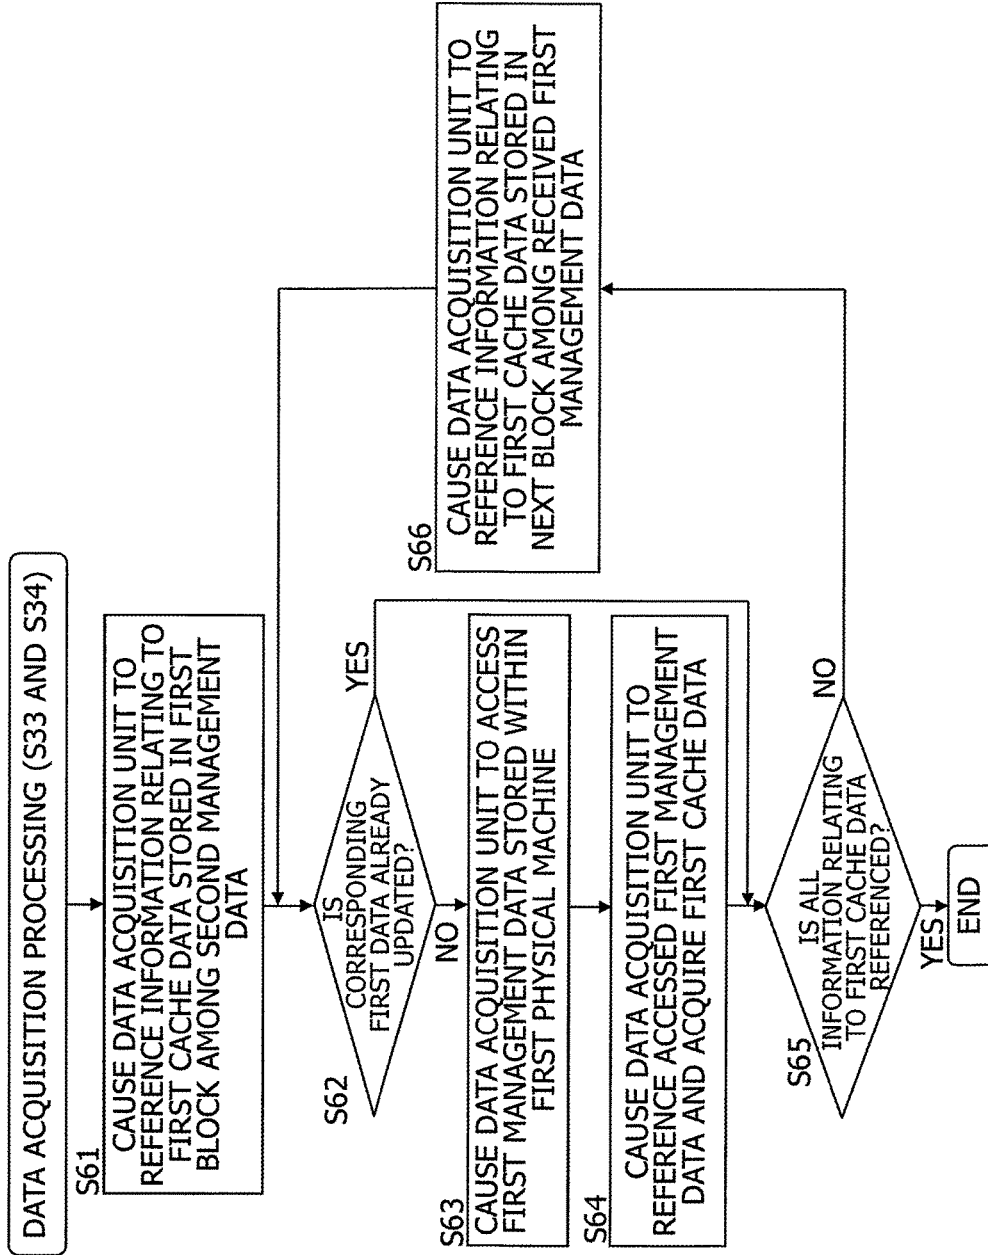 DATA ACQUISITION PROCESSING (S33 AND S34)
S61
CAUSE DATA ACQUISITION UNIT TO
REFERENCE INFORMATION RELATING TO
FIRST CACHE DATA STORED IN FIRST
BLOCK AMONG SECOND MANAGEMENT
DATA
S62
IS
CORRESPONDING
FIRST DATA ALREADY
UPDATED?
YES
NO
S63
CAUSE DATA ACQUISITION UNIT TO ACCESS
FIRST MANAGEMENT DATA STORED WITHIN
FIRST PHYSICAL MACHINE
S64
CAUSE DATA ACQUISITION UNIT TO
REFERENCE ACCESSED FIRST MANAGEMENT
DATA AND ACQUIRE FIRST CACHE DATA
S65
IS ALL
INFORMATION RELATING
TO FIRST CACHE DATA
REFERENCED?
NO
YES
END
S66
CAUSE DATA ACQUISITION UNIT TO
REFERENCE INFORMATION RELATING
TO FIRST CACHE DATA STORED IN
NEXT BLOCK AMONG RECEIVED FIRST
MANAGEMENT DATA